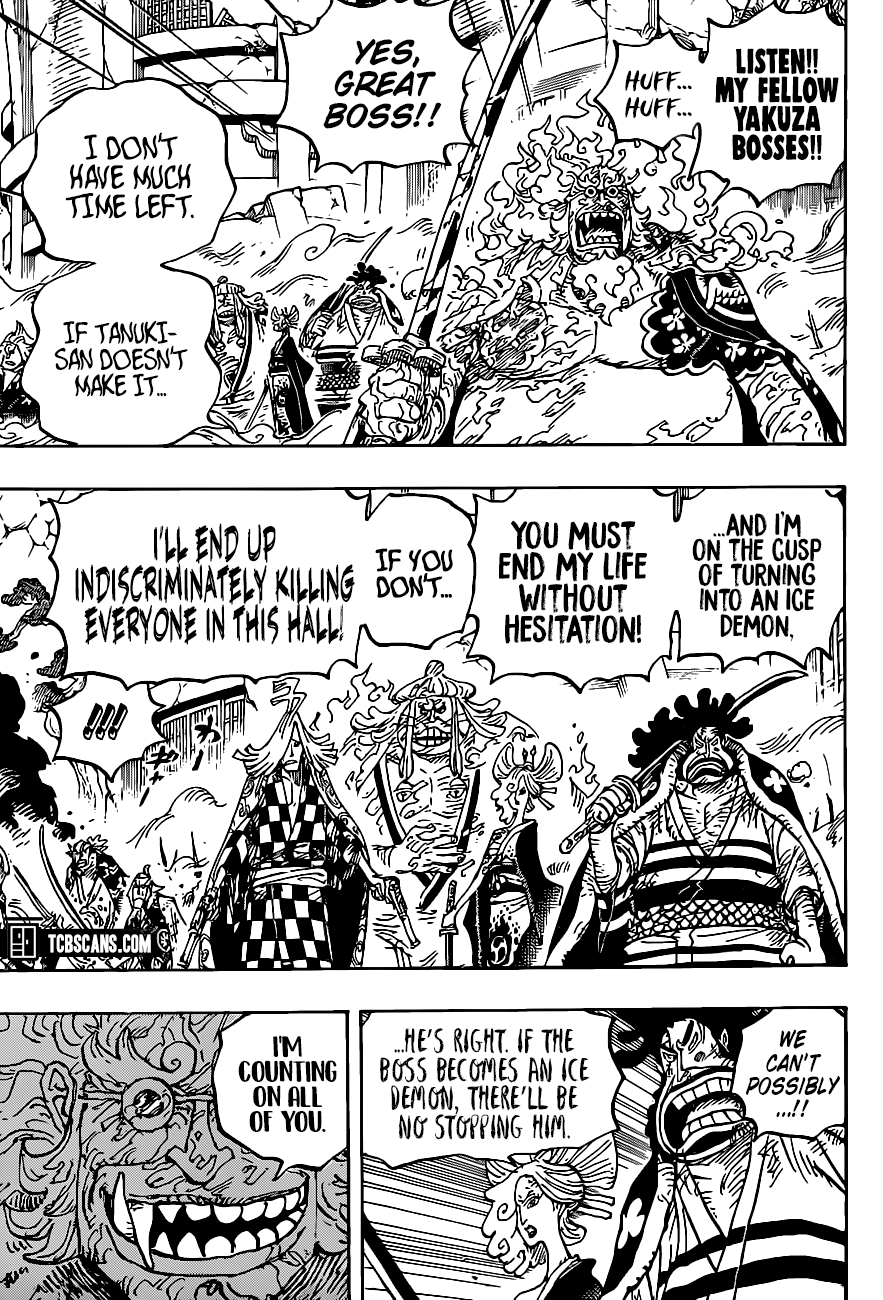 LISTEN!!
MY FELLOW
YAKUZA
BOSSES!!
HUFF...
HUFF...
YES,
GREAT
BOSS!!
I DON'T
HAVE MUCH
TIME LEFT.
IF TANUKI-
SAN DOESN'T
MAKE IT...
...AND I'M
ON THE CUSP
OF TURNING
INTO AN ICE
DEMON,
YOU MUST
END MY LIFE
WITHOUT
HESITATION!
IF YOU
DON'T...
I'LL END UP
INDISCRIMINATELY KILLING
EVERYONE IN THIS HALL!
!!!
TCBSCANS.COM
WE
CAN'T
POSSIBLY
...!!
...HE'S RIGHT. IF THE
BOSS BECOMES AN ICE
DEMON, THERE'LL BE
NO STOPPING HIM.
I'M
COUNTING
ON ALL
OF YOU.